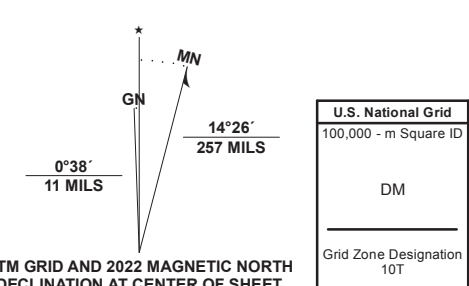 ★
MN
GN
14°26´
257 MILS
0°38´
11 MILS
TM GRID AND 2022 MAGNETIC NORTH
DECLINATION AT CENTER OF SHEET
U.S. National Grid
100,000 - m Square ID
DM
Grid Zone Designation
10T